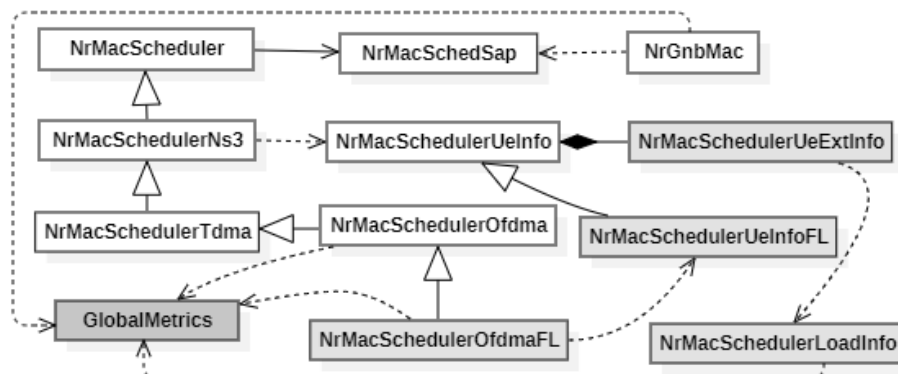 NrMacScheduler
NrMacSchedSap
NrGnbMac
NrMacSchedulerNs3
NrMacSchedulerUeInfo
NrMacSchedulerUeExtInfo
NrMacSchedulerTdma
NrMacSchedulerOfdma
NrMacSchedulerUeInfoFL
GlobalMetrics
NrMacSchedulerOfdmaFL
NrMacSchedulerLoadInfo